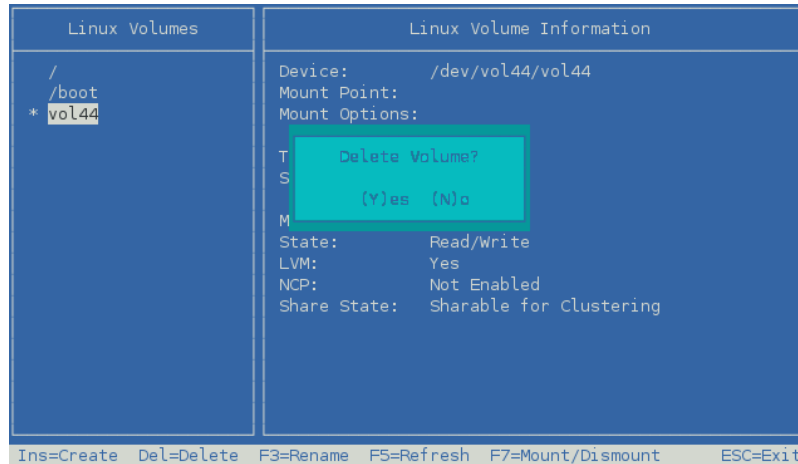 Linux Volumes
Linux Volume Information
/
/boot
* vol44
Device: /dev/vol44/vol44
Mount Point:
Mount Options:
T
S
M
Delete Volume?
(Y)es (N)o
State: Read/Write
LVM: Yes
NCP: Not Enabled
Share State: Sharable for Clustering
Ins=Create Del=Delete F3=Rename F5=Refresh F7=Mount/Dismount ESC=Exit